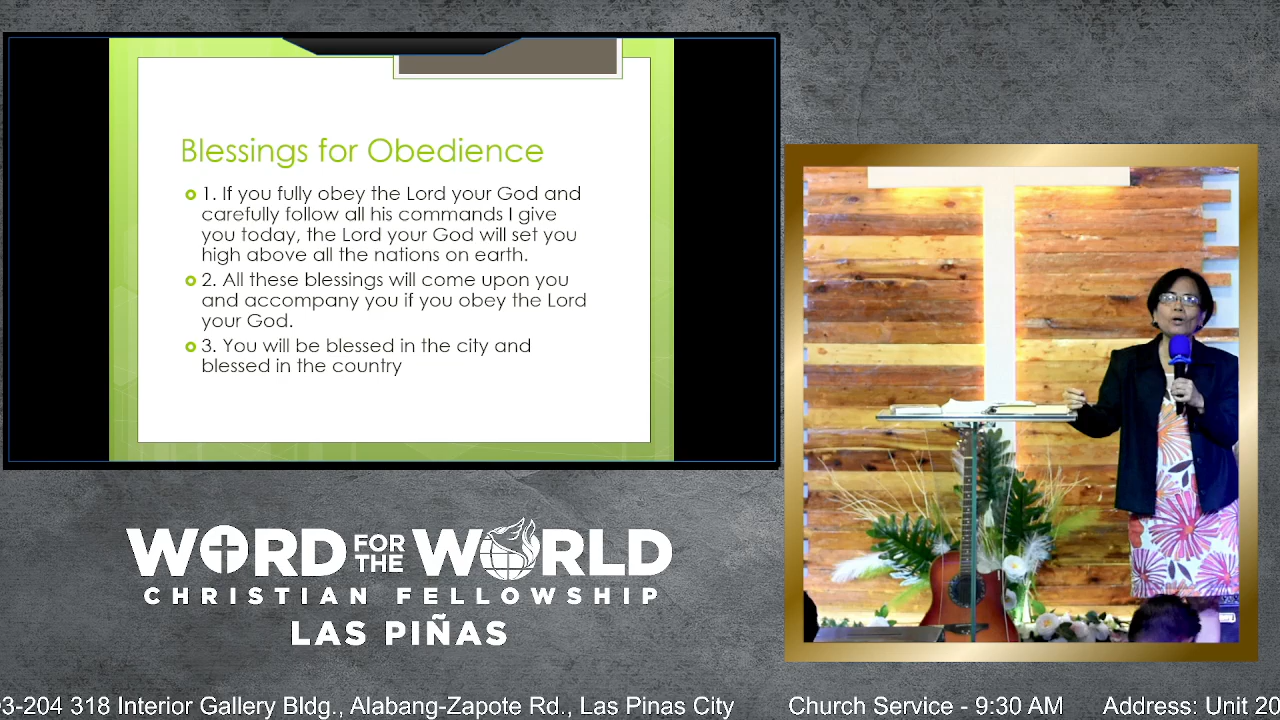 Blessings for Obedience
1. If you fully obey the Lord your God and
carefully follow all his commands I give
you today, the Lord your God will set you
high above all the nations on earth.
2. All these blessings will come upon you
and accompany you if you obey the Lord
your God.
3. You will be blessed in the city and
blessed in the country
WORD FOR THE WORLD
CHRISTIAN FELLOWSHIP
LAS PIÑAS
3-204 318 Interior Gallery Bldg., Alabang-Zapote Rd., Las Pinas City Church Service - 9:30 AM Address: Unit 20